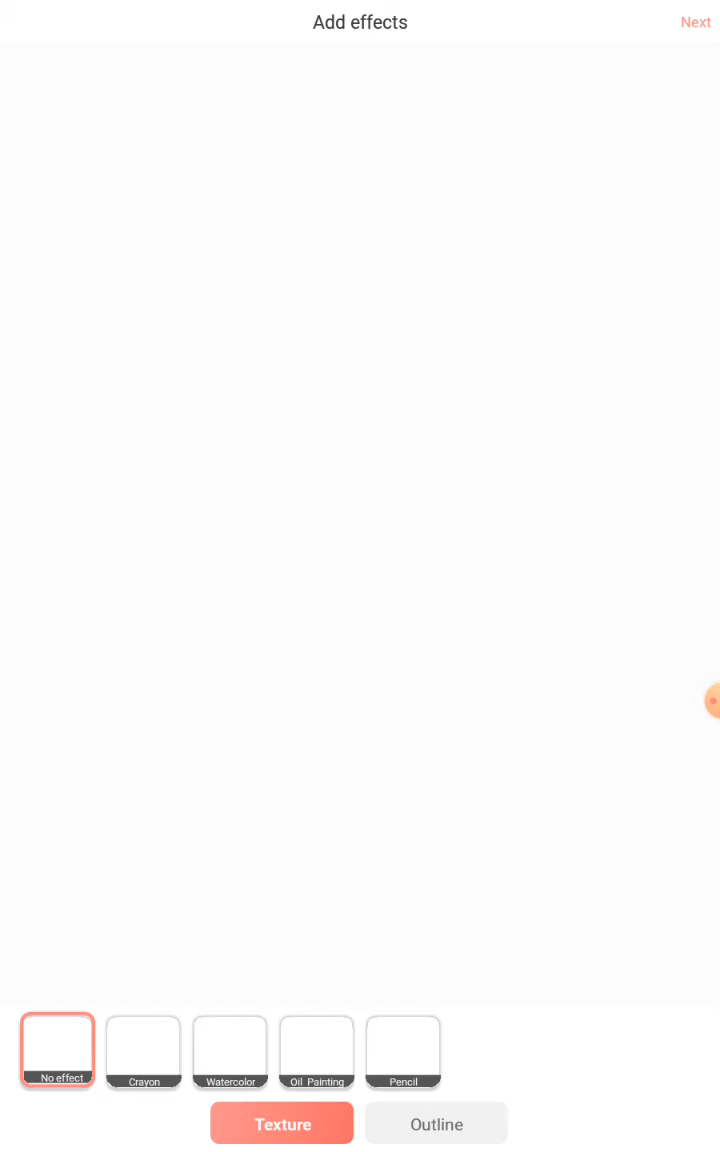 Add effects
Next
No effect
Crayon
Watercolor
Oil Painting
Pencil
Texture
Outline